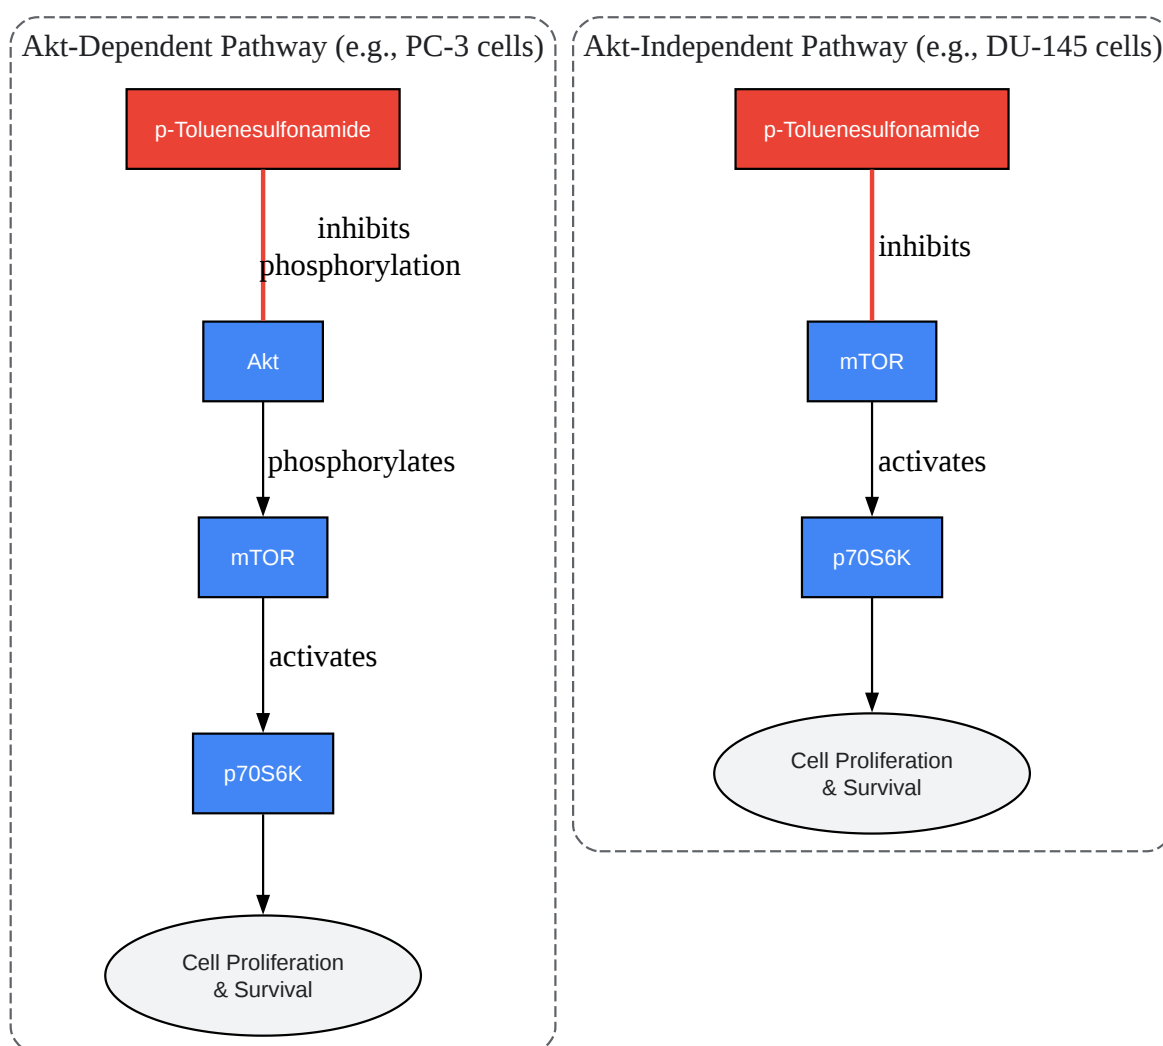 Akt-Dependent Pathway (e.g., PC-3 cells)
p-Toluenesulfonamide
inhibits
phosphorylation
Akt
phosphorylates
mTOR
activates
p70S6K
Cell Proliferation
& Survival
Akt-Independent Pathway (e.g., DU-145 cells)
p-Toluenesulfonamide
inhibits
mTOR
activates
p70S6K
Cell Proliferation
& Survival